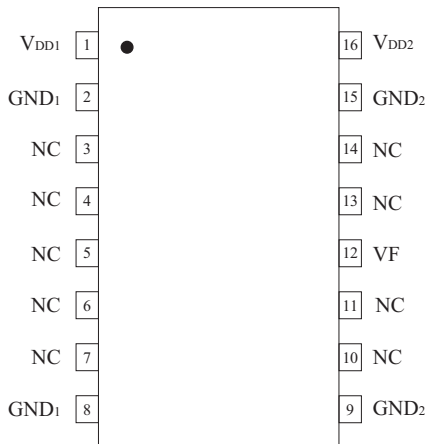 VDD1 1 16 VDD2
GND1 2 15 GND2
NC 3 14 NC
NC 4 13 NC
NC 5 12 VF
NC 6 11 NC
NC 7 10 NC
GND1 8 9 GND2